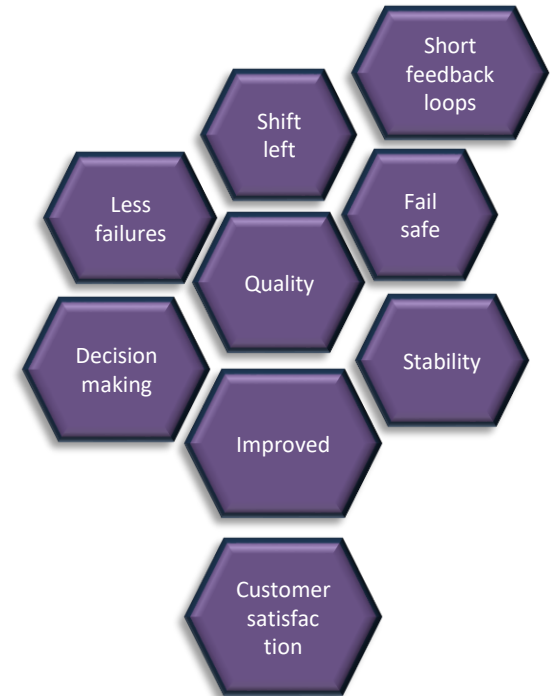 Short
feedback
loops
Shift
left
Less
failures
Fail
safe
Quality
Decision
making
Stability
Improved
Customer
satisfac
tion